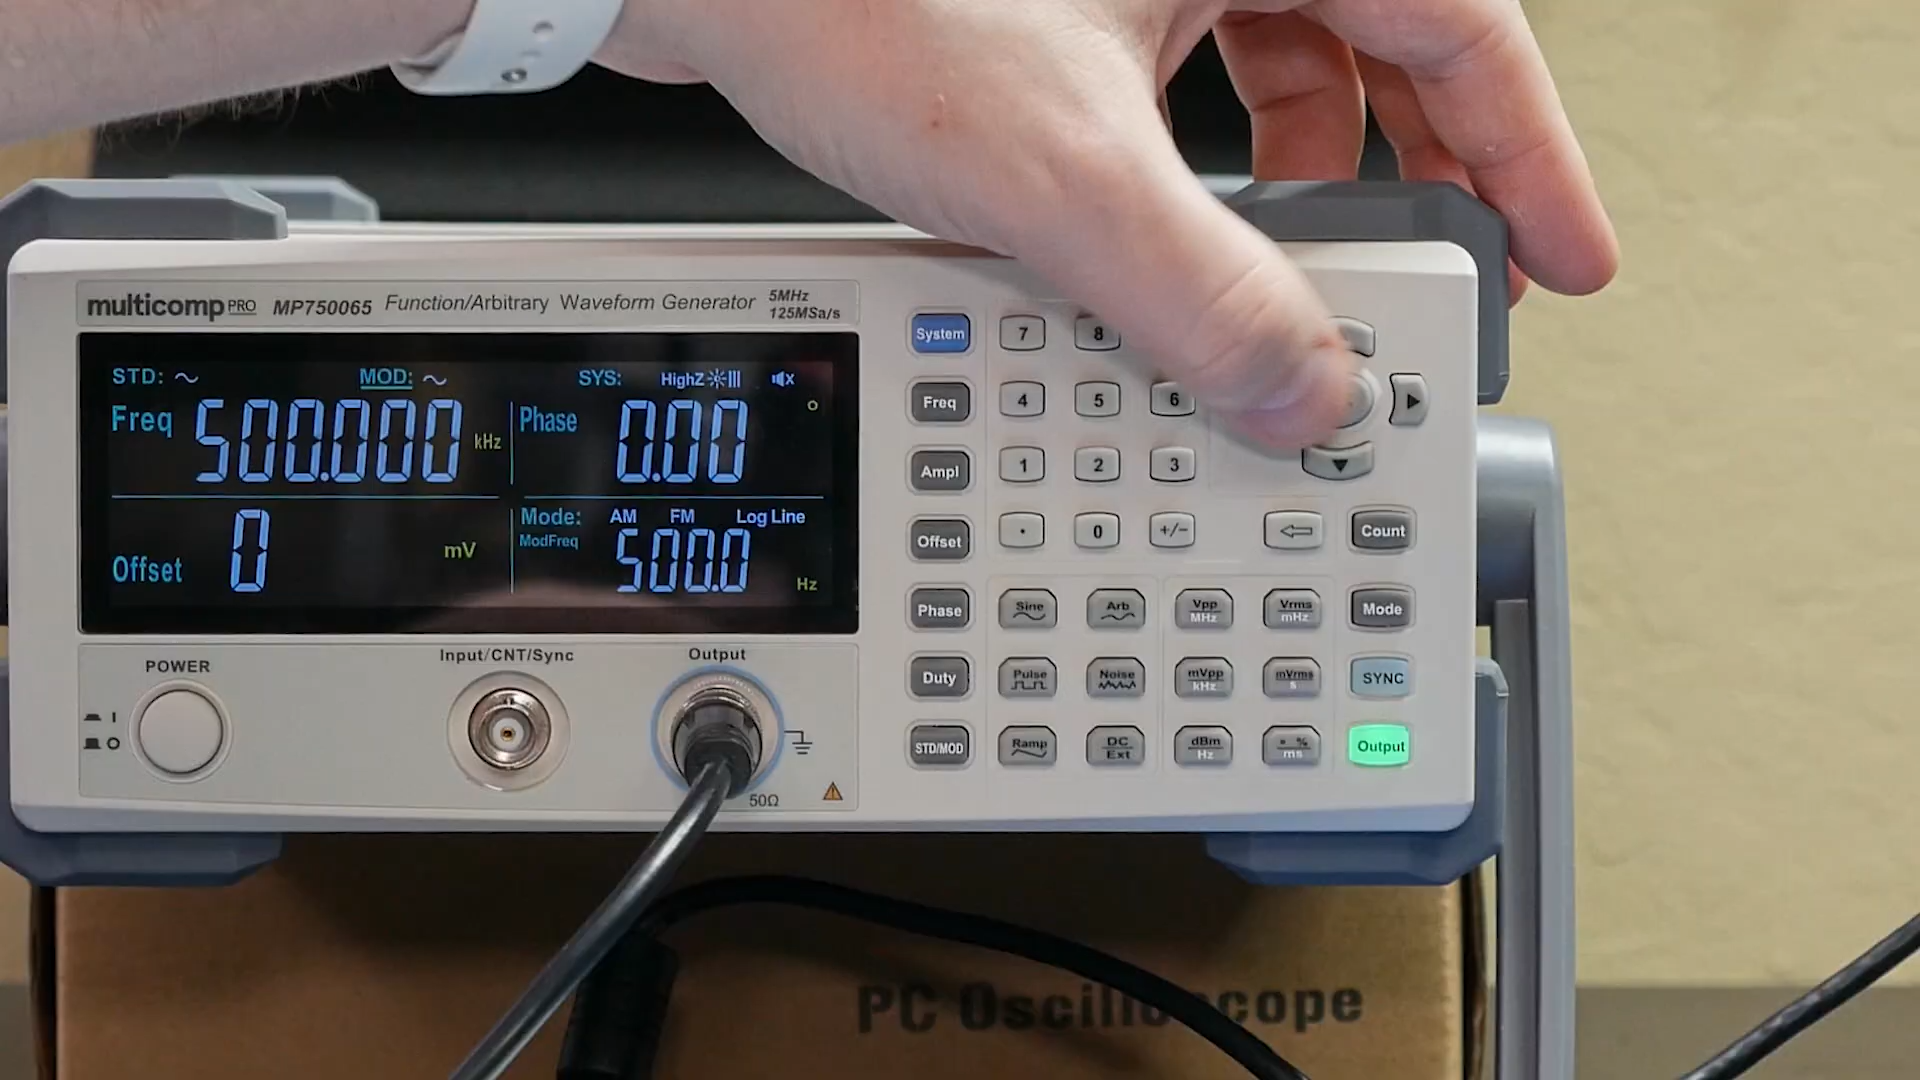 multicomp PRO MP750065 Function/Arbitrary Waveform Generator 5MHz
125MSa/s
STD: MOD: SYS: HighZ
Freq 500.000 kHz Phase 0.00 °
Offset 0 mV
Mode: AM FM Log Line
ModFreq 500.0 Hz
POWER
I
O
Input/CNT/Sync
Output
50Ω
System 7 8
Freq 4 5 6
Ampl 1 2 3
Offset . 0 +/- Count
Phase Sine Arb Vpp Vrms Mode
MHz mHz
Duty Pulse Noise mVpp mVrms SYNC
kHz s
STD/MOD Ramp DC dBm ° % Output
Ext Hz ms
PC Oscilloscope